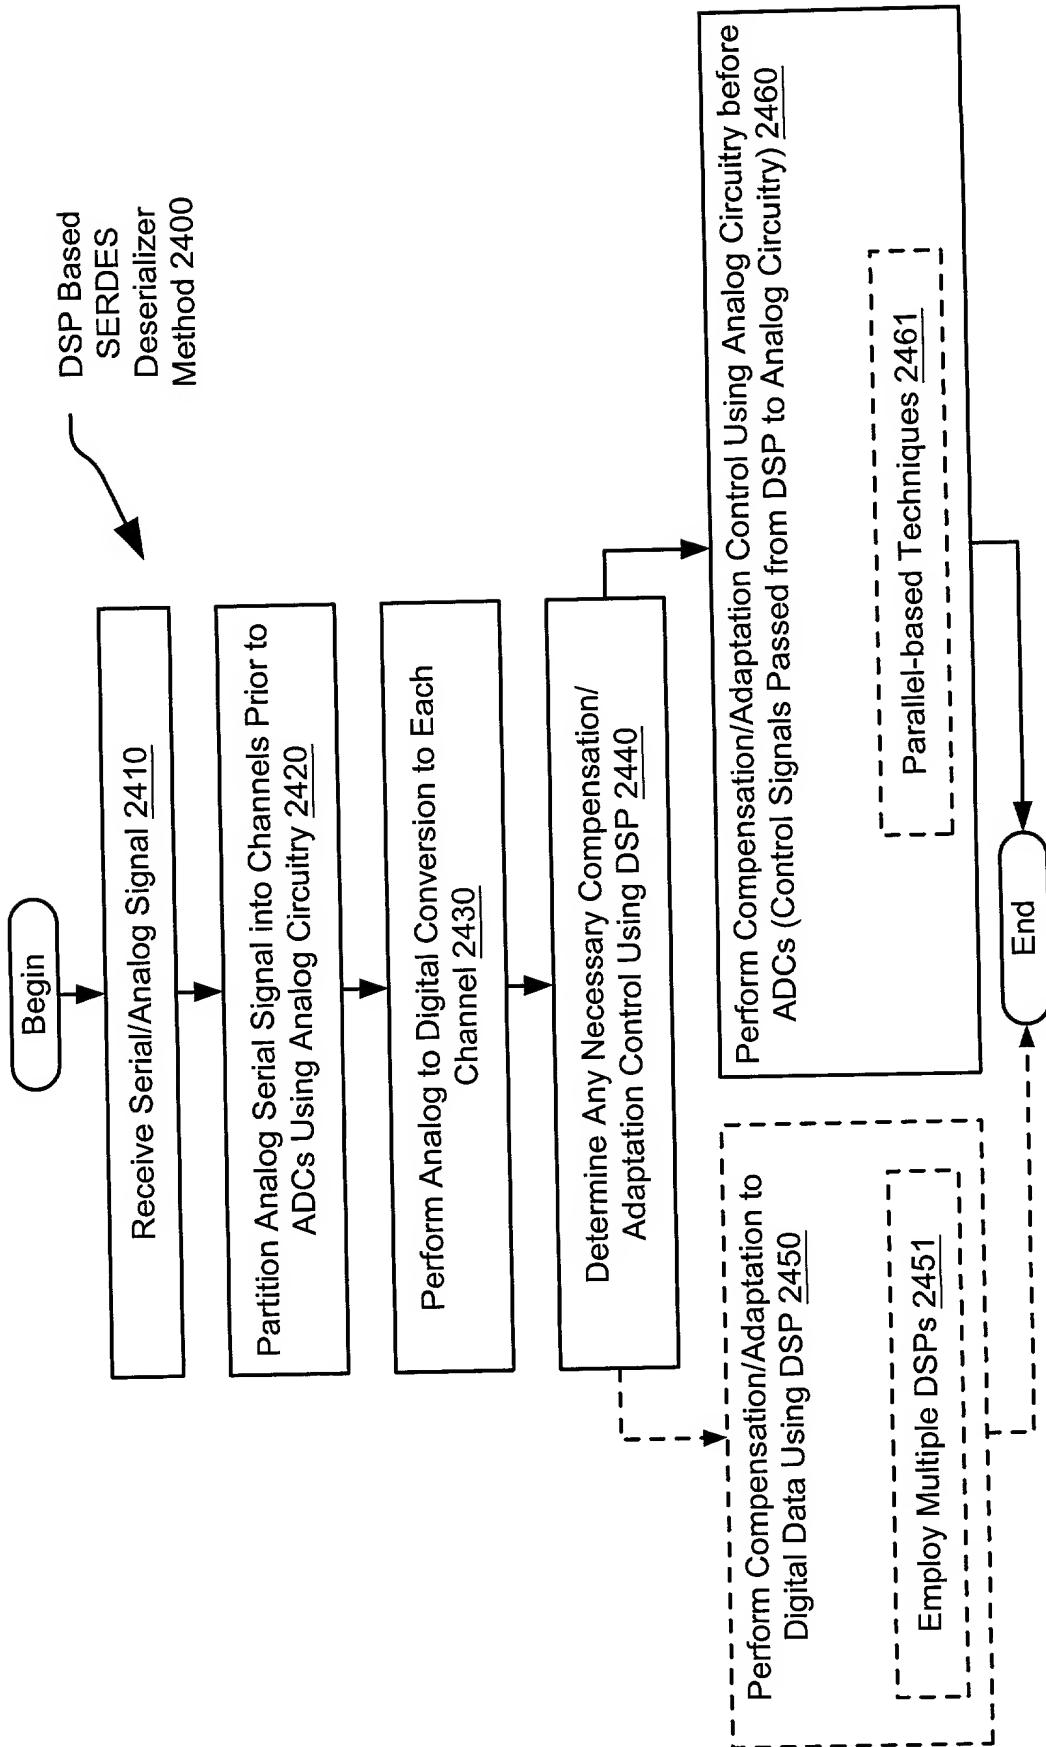 DSP Based
SERDES
Deserializer
Method 2400
Begin
Receive Serial/Analog Signal 2410
Partition Analog Serial Signal into Channels Prior to
ADCs Using Analog Circuitry 2420
Perform Analog to Digital Conversion to Each
Channel 2430
Determine Any Necessary Compensation/
Adaptation Control Using DSP 2440
Perform Compensation/Adaptation to
Digital Data Using DSP 2450
Employ Multiple DSPs 2451
Perform Compensation/Adaptation Control Using Analog Circuitry before
ADCs (Control Signals Passed from DSP to Analog Circuitry) 2460
Parallel-based Techniques 2461
End